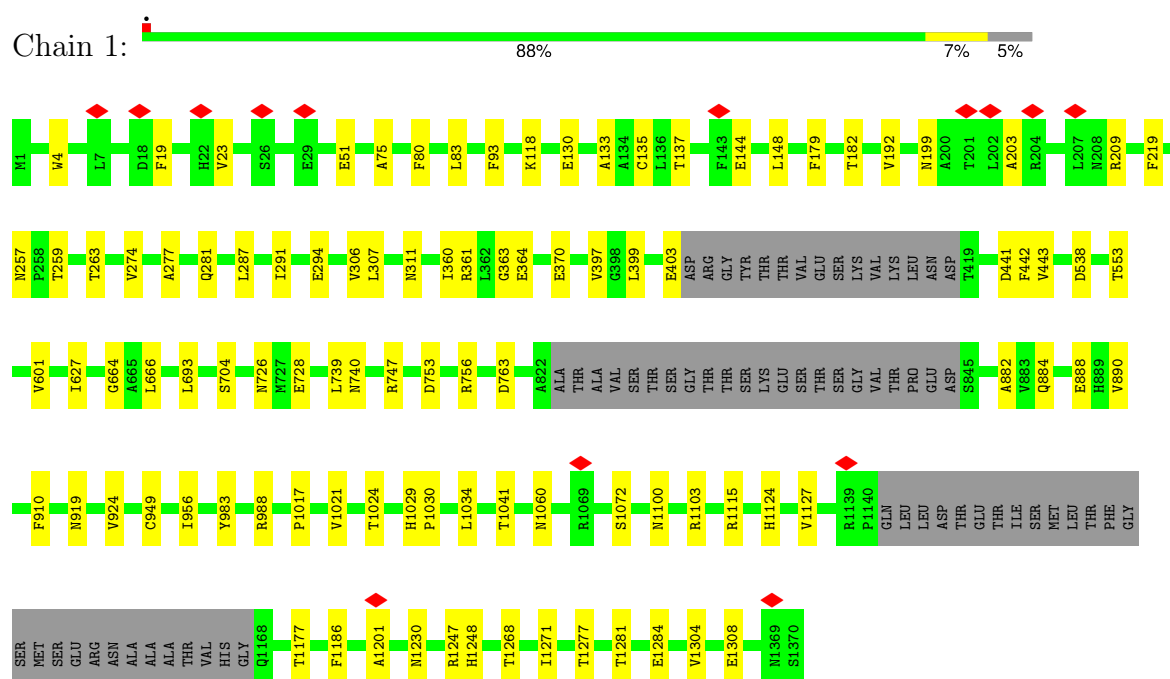 Chain 1:
•
88% 7% 5%
M1 W4 L7 D18 F19 H22 V23 S26 E29 E51 A75 F80 L83 F93 K118 E130 A133 A134 C135 L136 T137 F143 E144 L148 F179 T182 V192 N199 A200 T201 L202 A203 R204 L207 N208 R209 F219
N257 P258 T259 T263 V274 A277 Q281 L287 I291 E294 V306 L307 N311 I360 R361 L362 G363 E364 E370 V397 G398 L399 E403 ASP ARG GLY TYR THR THR VAL GLU SER LYS VAL LYS LEU ASN ASP T419 D441 F442 V443 D538 T553
V601 I627 G664 A665 L666 L693 S704 N726 M727 E728 L739 N740 R747 D753 R756 D763 A822 ALA THR ALA VAL SER THR SER GLY THR THR SER LYS GLU SER THR SER GLY VAL THR PRO GLU ASP S845 A882 V883 Q884 E888 H889 V890
F910 N919 V924 C949 I956 Y983 R988 P1017 V1021 T1024 H1029 P1030 L1034 T1041 N1060 R1069 S1072 N1100 R1103 R1115 H1124 V1127 R1139 P1140 GLN LEU LEU ASP THR GLU THR ILE SER MET LEU THR PHE GLY
SER MET SER GLU ARG ASN ALA ALA ALA THR VAL HIS GLY Q1168 T1177 F1186 A1201 N1230 R1247 H1248 T1268 I1271 T1277 T1281 E1284 V1304 E1308 N1369 S1370